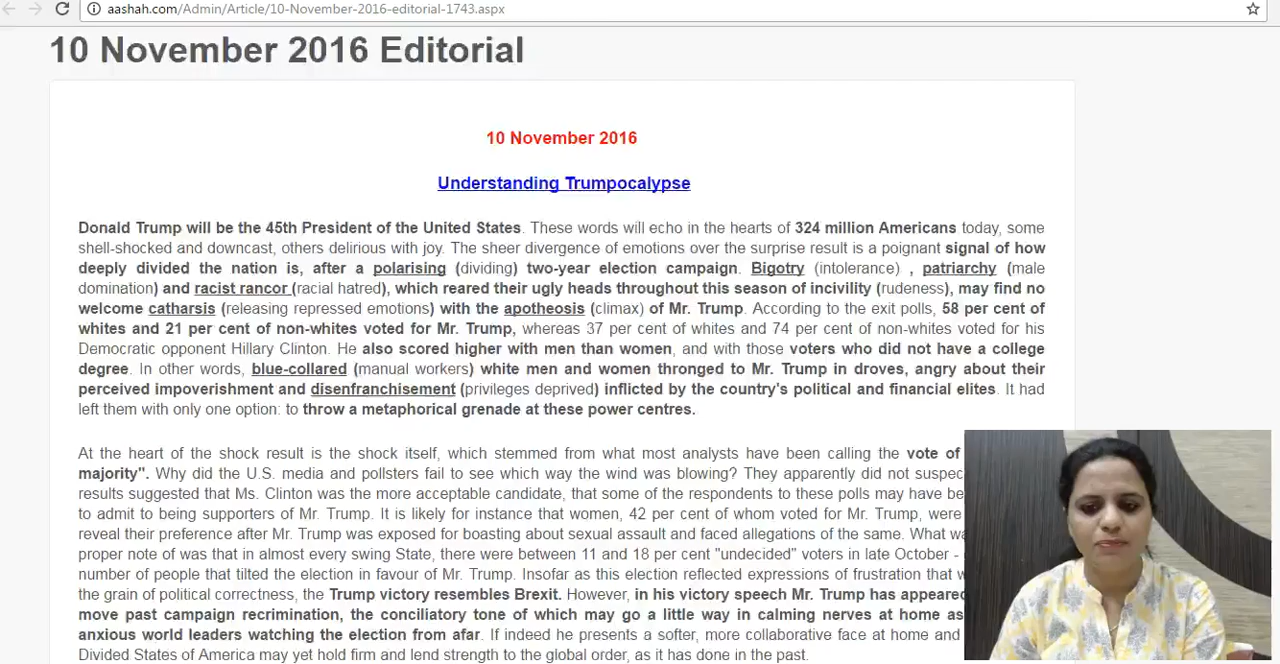 aashah.com/Admin/Article/10-November-2016-editorial-1743.aspx
10 November 2016 Editorial
10 November 2016
Understanding Trumpocalypse
Donald Trump will be the 45th President of the United States. These words will echo in the hearts of 324 million Americans today, some
shell-shocked and downcast, others delirious with joy. The sheer divergence of emotions over the surprise result is a poignant signal of how
deeply divided the nation is, after a polarising (dividing) two-year election campaign. Bigotry (intolerance) , patriarchy (male
domination) and racist rancor (racial hatred), which reared their ugly heads throughout this season of incivility (rudeness), may find no
welcome catharsis (releasing repressed emotions) with the apotheosis (climax) of Mr. Trump. According to the exit polls, 58 per cent of
whites and 21 per cent of non-whites voted for Mr. Trump, whereas 37 per cent of whites and 74 per cent of non-whites voted for his
Democratic opponent Hillary Clinton. He also scored higher with men than women, and with those voters who did not have a college
degree. In other words, blue-collared (manual workers) white men and women thronged to Mr. Trump in droves, angry about their
perceived impoverishment and disenfranchisement (privileges deprived) inflicted by the country's political and financial elites. It had
left them with only one option: to throw a metaphorical grenade at these power centres.
At the heart of the shock result is the shock itself, which stemmed from what most analysts have been calling the vote of
majority". Why did the U.S. media and pollsters fail to see which way the wind was blowing? They apparently did not suspec
results suggested that Ms. Clinton was the more acceptable candidate, that some of the respondents to these polls may have be
to admit to being supporters of Mr. Trump. It is likely for instance that women, 42 per cent of whom voted for Mr. Trump, were
reveal their preference after Mr. Trump was exposed for boasting about sexual assault and faced allegations of the same. What wa
proper note of was that in almost every swing State, there were between 11 and 18 per cent "undecided" voters in late October -
number of people that tilted the election in favour of Mr. Trump. Insofar as this election reflected expressions of frustration that w
the grain of political correctness, the Trump victory resembles Brexit. However, in his victory speech Mr. Trump has appeared
move past campaign recrimination, the conciliatory tone of which may go a little way in calming nerves at home as
anxious world leaders watching the election from afar. If indeed he presents a softer, more collaborative face at home and
Divided States of America may yet hold firm and lend strength to the global order, as it has done in the past.